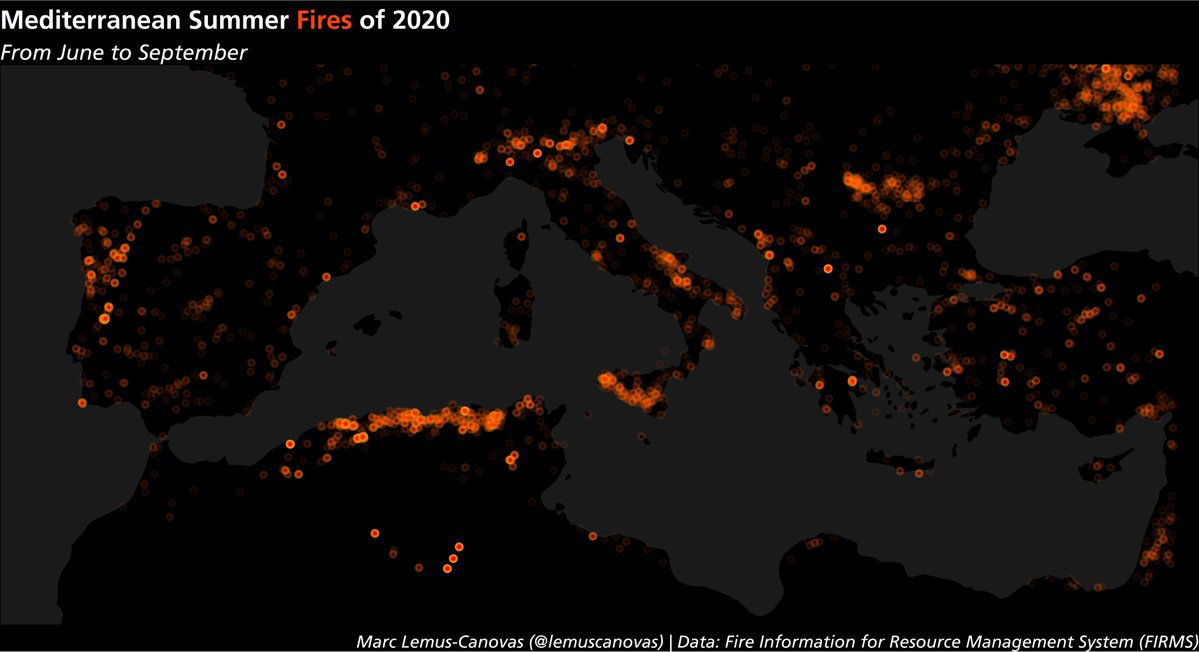 Mediterranean Summer Fires of 2020
From June to September
Marc Lemus-Canovas (@lemuscanovas) | Data: Fire Information for Resource Management System (FIRMS)